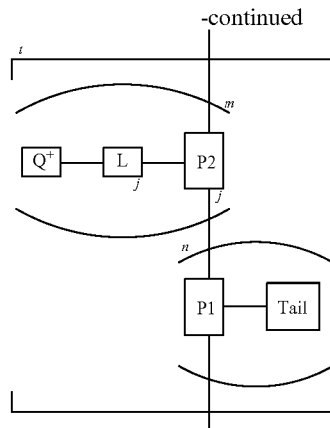 -continued
t
m
Q+ L P2
j j
n
P1 Tail